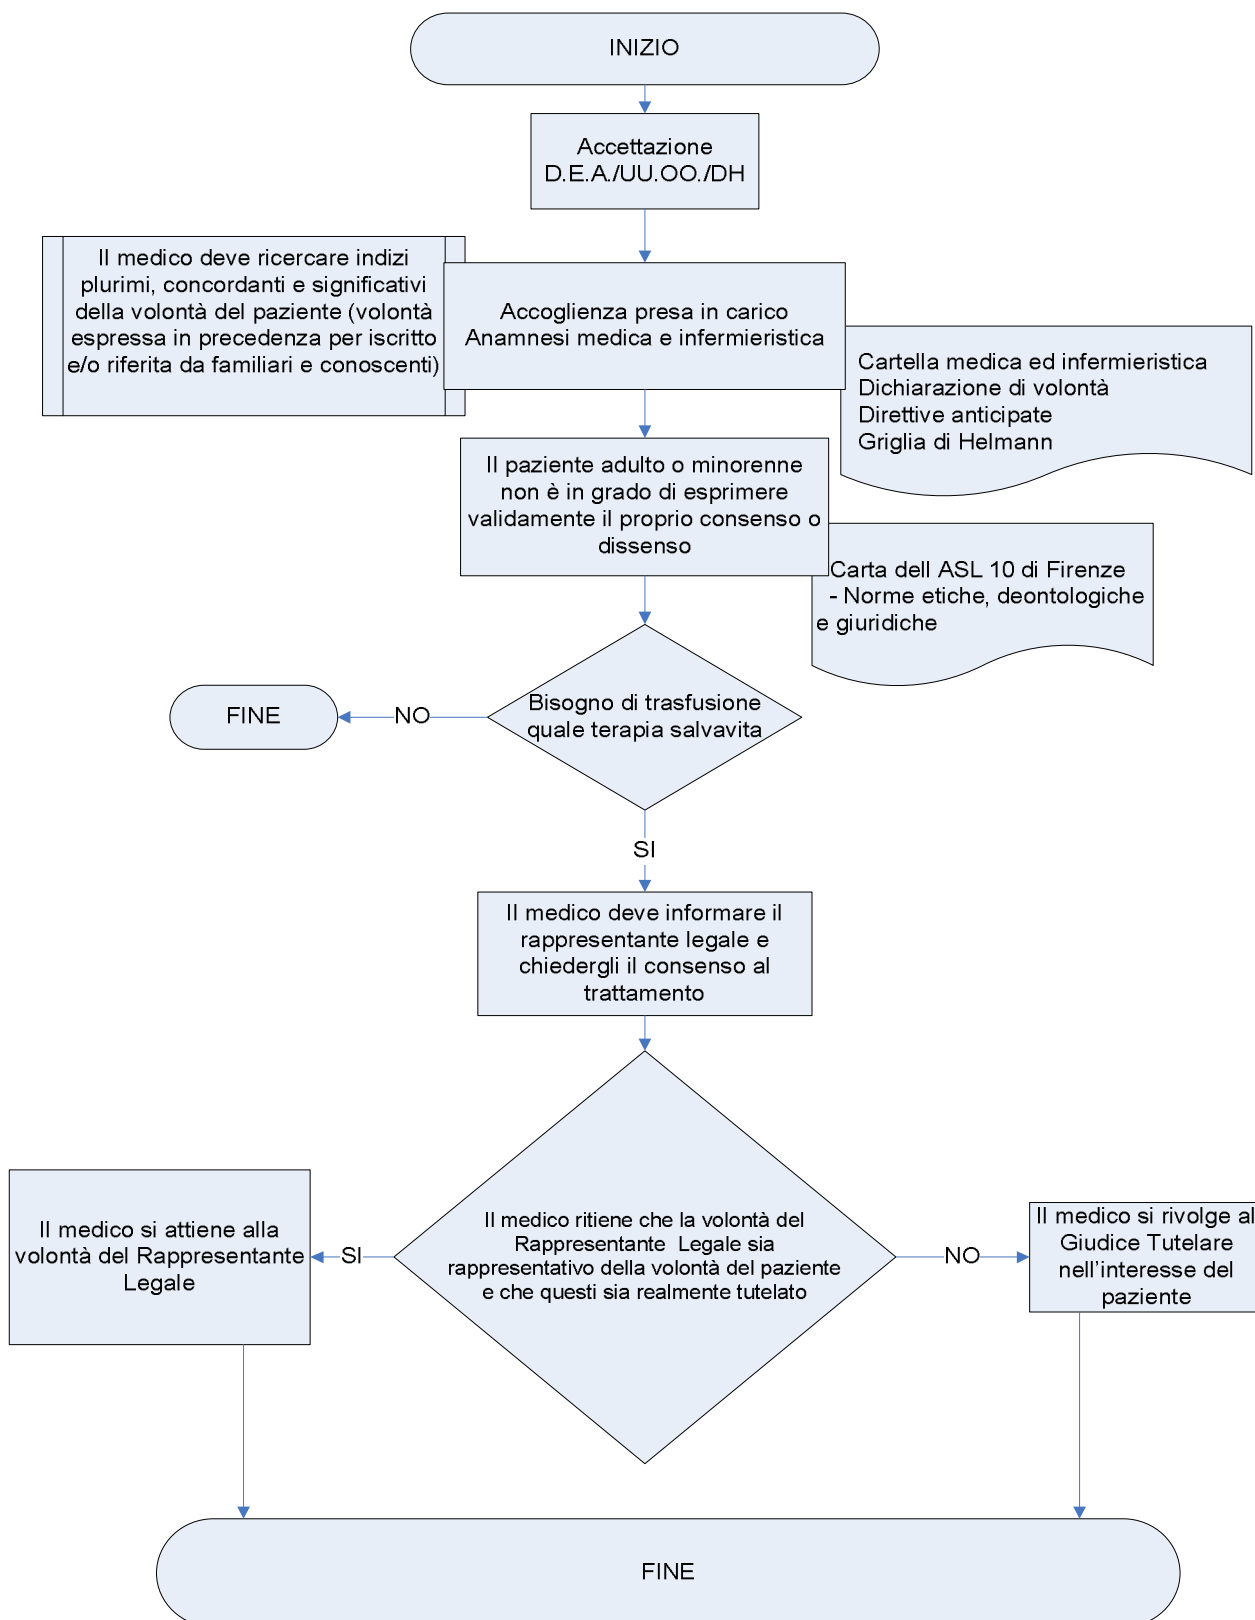 INIZIO
Accettazione
D.E.A./UU.OO./DH
Il medico deve ricercare indizi
plurimi, concordanti e significativi
della volontà del paziente (volontà
espressa in precedenza per iscritto
e/o riferita da familiari e conoscenti)
Accoglienza presa in carico
Anamnesi medica e infermieristica
Cartella medica ed infermieristica
Dichiarazione di volontà
Direttive anticipate
Griglia di Helmann
Il paziente adulto o minorenne
non è in grado di esprimere
validamente il proprio consenso o
dissenso
Carta dell ASL 10 di Firenze
- Norme etiche, deontologiche
e giuridiche
Bisogno di trasfusione
quale terapia salvavita
NO
FINE
SI
Il medico deve informare il
rappresentante legale e
chiedergli il consenso al
trattamento
Il medico ritiene che la volontà del
Rappresentante Legale sia
rappresentativo della volontà del paziente
e che questi sia realmente tutelato
SI
Il medico si attiene alla
volontà del Rappresentante
Legale
NO
Il medico si rivolge al
Giudice Tutelare
nell'interesse del
paziente
FINE